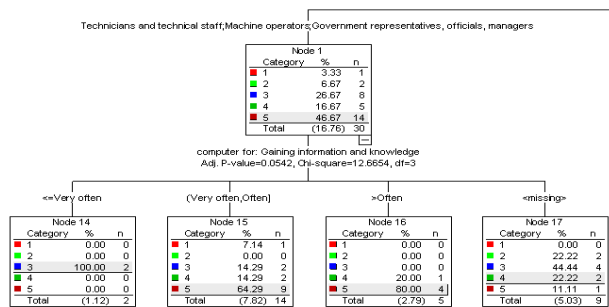 Technicians and technical staff;Machine operators;Government representatives, officials, managers
Node 1
Category % n
1 3.33 1
2 6.67 2
3 26.67 8
4 16.67 5
5 46.67 14
Total (16.76) 30
computer for: Gaining information and knowledge
Adj. P-value=0.0542, Chi-square=12.6654, df=3
<=Very often
(Very often,Often]
>Often
<missing>
Node 14
Category % n
1 0.00 0
2 0.00 0
3 100.00 2
4 0.00 0
5 0.00 0
Total (1.12) 2
Node 15
Category % n
1 7.14 1
2 0.00 0
3 14.29 2
4 14.29 2
5 64.29 9
Total (7.82) 14
Node 16
Category % n
1 0.00 0
2 0.00 0
3 0.00 0
4 20.00 1
5 80.00 4
Total (2.79) 5
Node 17
Category % n
1 0.00 0
2 22.22 2
3 44.44 4
4 22.22 2
5 11.11 1
Total (5.03) 9